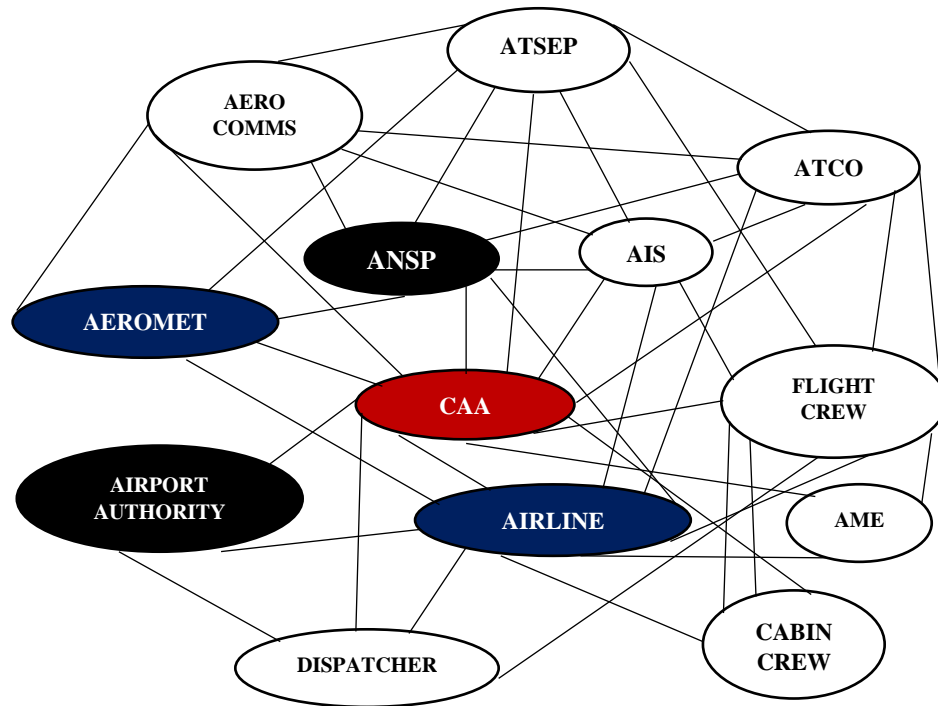 ATSEP
AERO
COMMS
ATCO
ANSP
AIS
AEROMET
CAA
FLIGHT
CREW
AIRPORT
AUTHORITY
AIRLINE
AME
CABIN
CREW
DISPATCHER